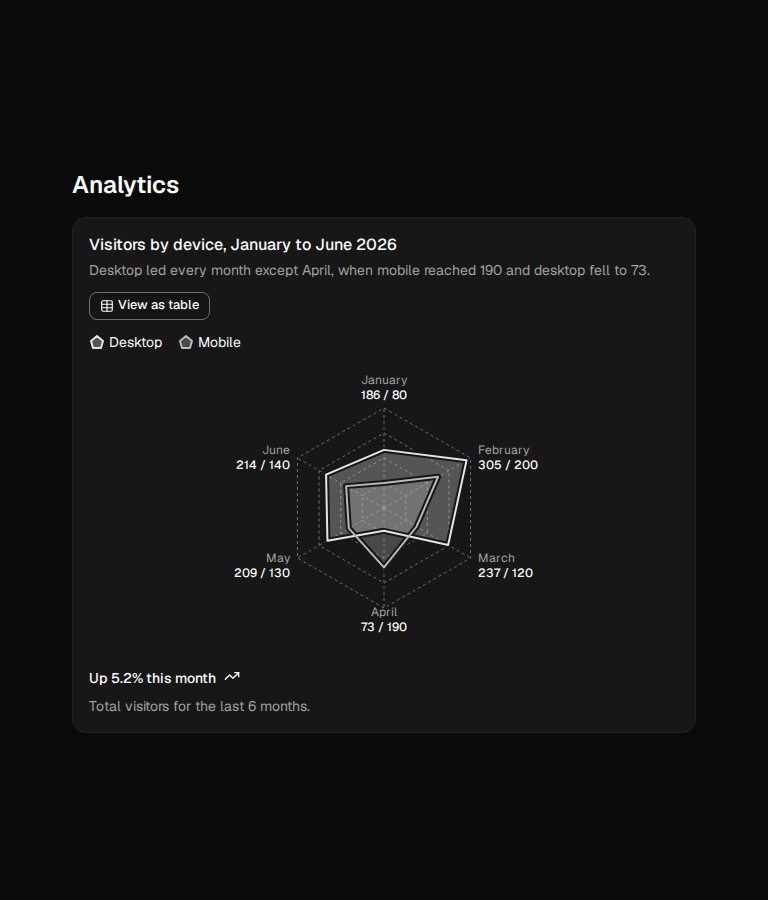 Analytics
Visitors by device, January to June 2026
Desktop led every month except April, when mobile reached 190 and desktop fell to 73.
View as table
Desktop Mobile
January
186 / 80
February
305 / 200
March
237 / 120
April
73 / 190
May
209 / 130
June
214 / 140
Up 5.2% this month
Total visitors for the last 6 months.